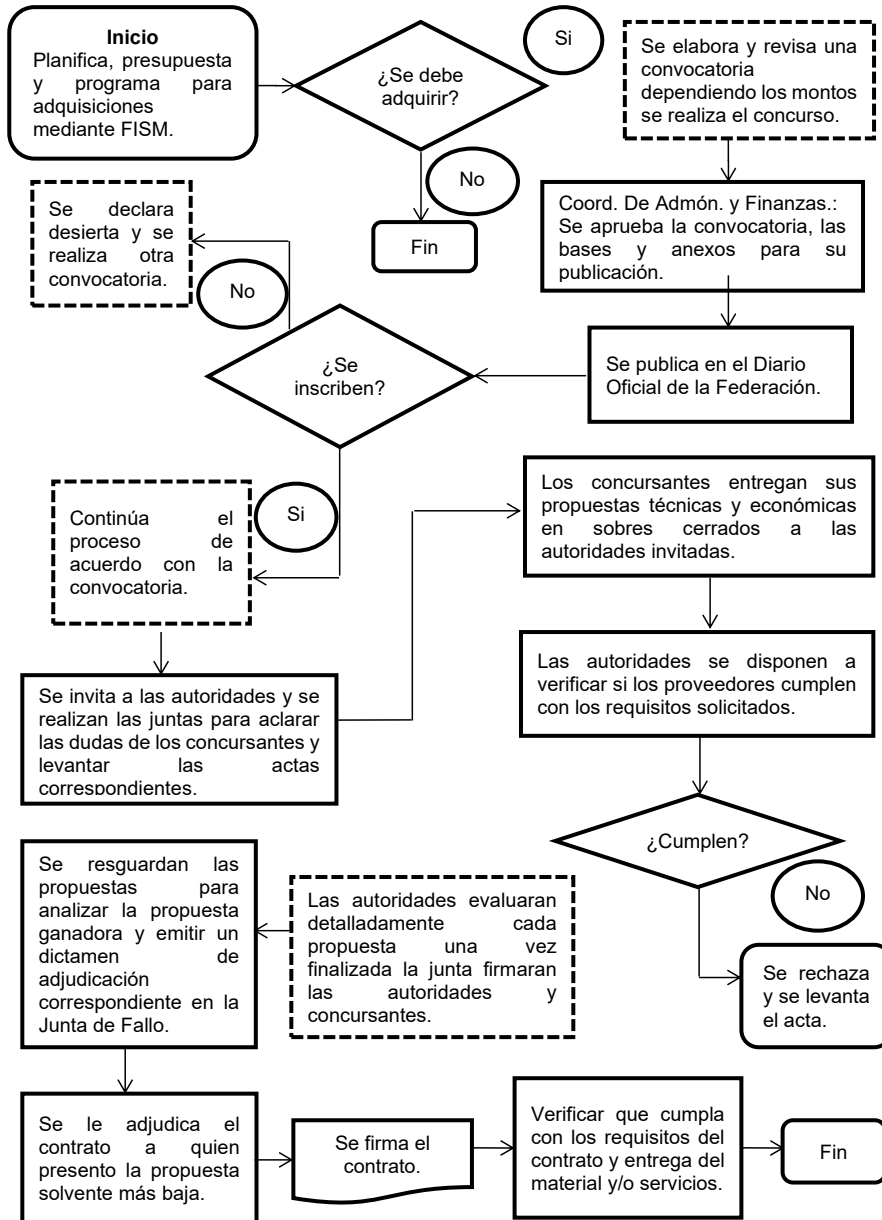 Inicio
Planifica, presupuesta
y programa para
adquisiciones
mediante FISM.
¿Se debe
adquirir?
Si
Se elabora y revisa una
convocatoria
dependiendo los montos
se realiza el concurso.
No
Fin
Coord. De Admón. y Finanzas.:
Se aprueba la convocatoria, las
bases y anexos para su
publicación.
Se declara
desierta y se
realiza otra
convocatoria.
No
¿Se
inscriben?
Se publica en el Diario
Oficial de la Federación.
Si
Continúa el
proceso de
acuerdo con la
convocatoria.
Los concursantes entregan sus
propuestas técnicas y económicas
en sobres cerrados a las
autoridades invitadas.
Se invita a las autoridades y se
realizan las juntas para aclarar
las dudas de los concursantes y
levantar las actas
correspondientes.
Las autoridades se disponen a
verificar si los proveedores cumplen
con los requisitos solicitados.
¿Cumplen?
No
Se rechaza
y se levanta
el acta.
Las autoridades evaluaran
detalladamente cada
propuesta una vez
finalizada la junta firmaran
las autoridades y
concursantes.
Se resguardan las
propuestas para
analizar la propuesta
ganadora y emitir un
dictamen de
adjudicación
correspondiente en la
Junta de Fallo.
Se le adjudica el
contrato a quien
presento la propuesta
solvente más baja.
Se firma el
contrato.
Verificar que cumpla
con los requisitos del
contrato y entrega del
material y/o servicios.
Fin